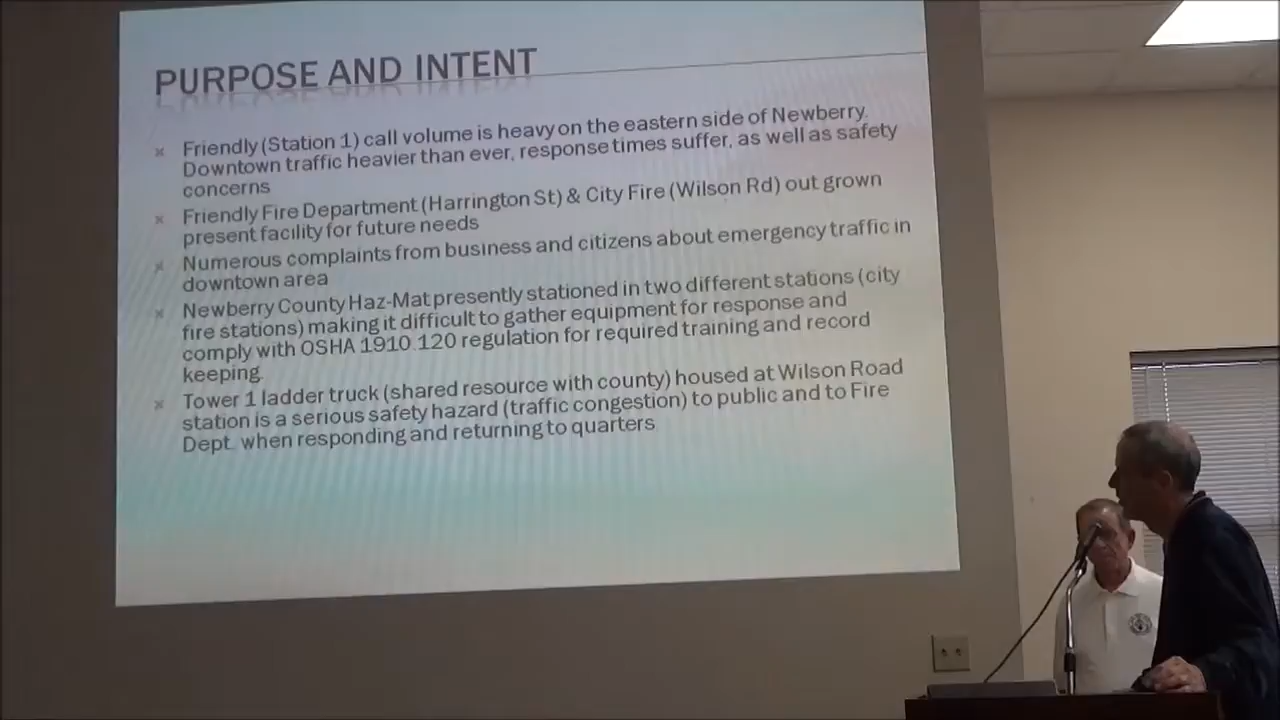 PURPOSE AND INTENT
Friendly (Station 1) call volume is heavy on the eastern side of Newberry.
Downtown traffic heavier than ever, response times suffer, as well as safety
concerns
Friendly Fire Department (Harrington St) & City Fire (Wilson Rd) out grown
present facility for future needs
Numerous complaints from business and citizens about emergency traffic in
downtown area
Newberry County Haz-Mat presently stationed in two different stations (city
fire stations) making it difficult to gather equipment for response and
comply with OSHA 1910.120 regulation for required training and record
keeping.
Tower 1 ladder truck (shared resource with county) housed at Wilson Road
station is a serious safety hazard (traffic congestion) to public and to Fire
Dept. when responding and returning to quarters